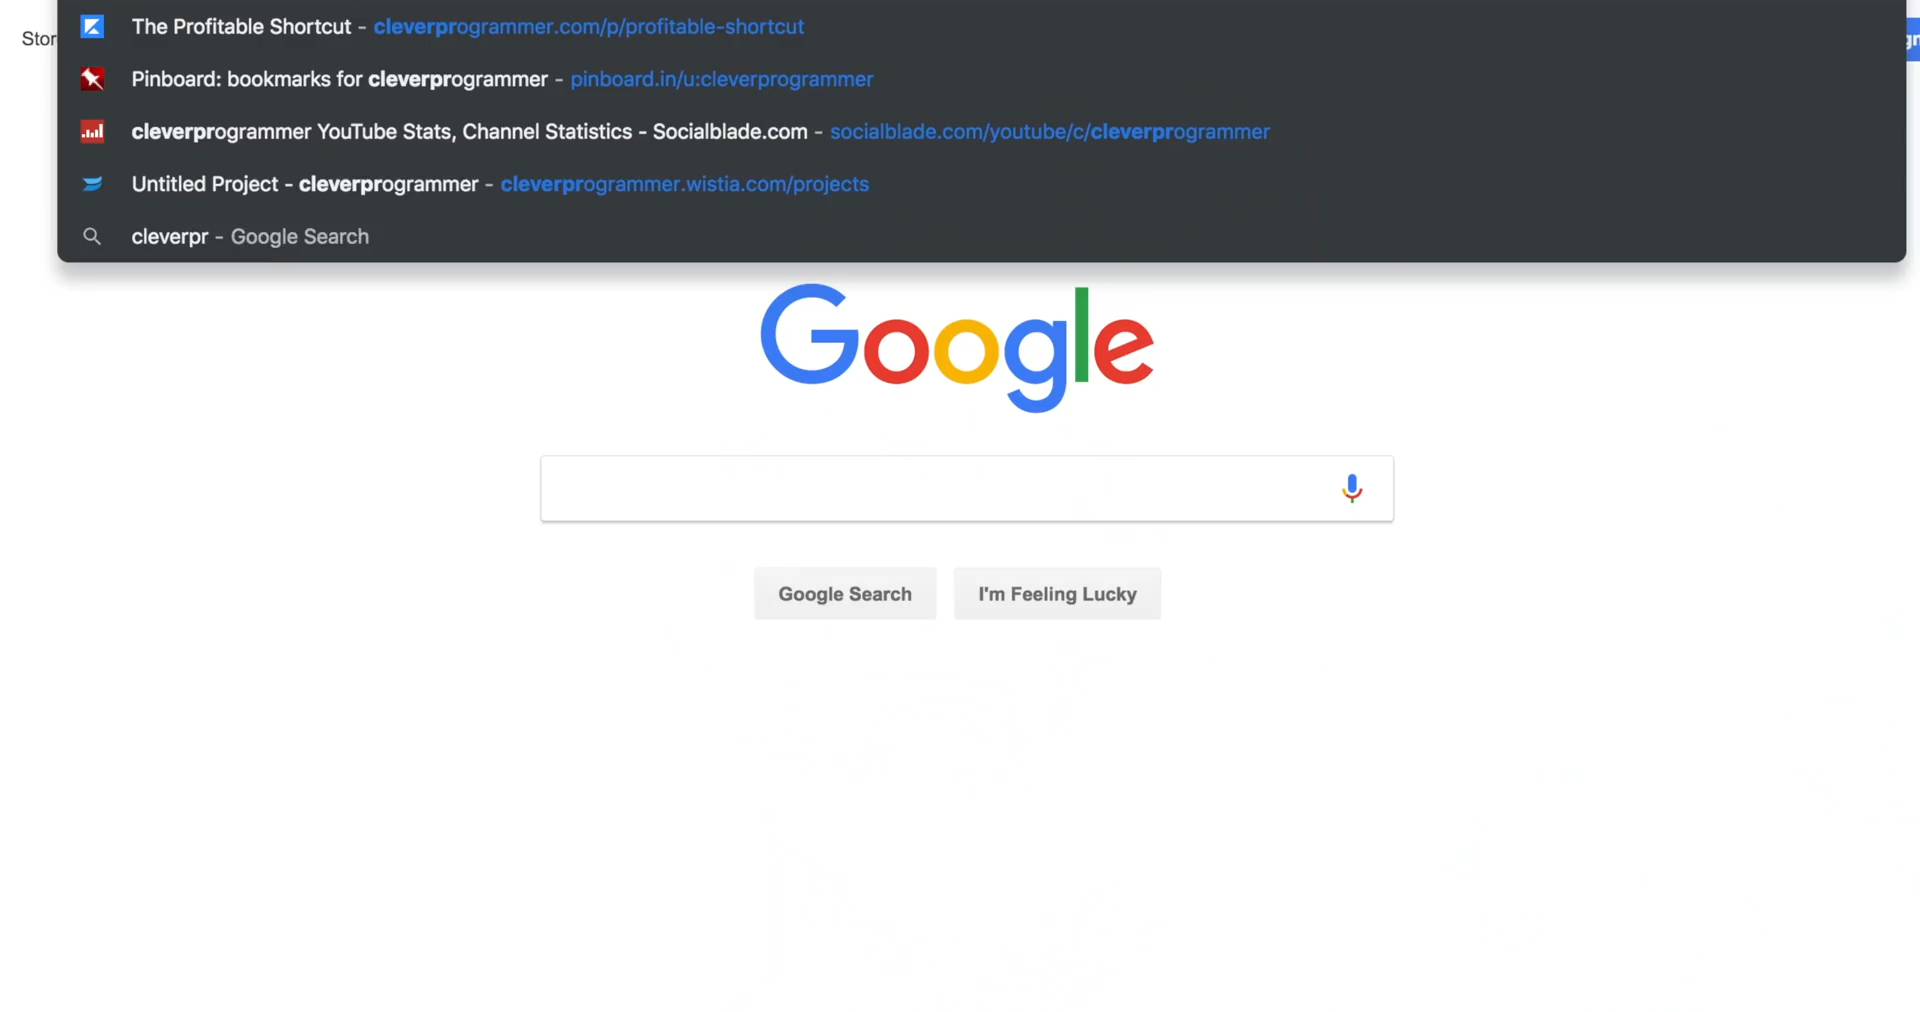 The Profitable Shortcut – cleverprogrammer.com/p/profitable-shortcut
Stor
Pinboard: bookmarks for cleverprogrammer – pinboard.in/u:cleverprogrammer
cleverprogrammer YouTube Stats, Channel Statistics - Socialblade.com – socialblade.com/youtube/c/cleverprogrammer
Untitled Project - cleverprogrammer – cleverprogrammer.wistia.com/projects
cleverpr – Google Search
Google
Google Search
I'm Feeling Lucky